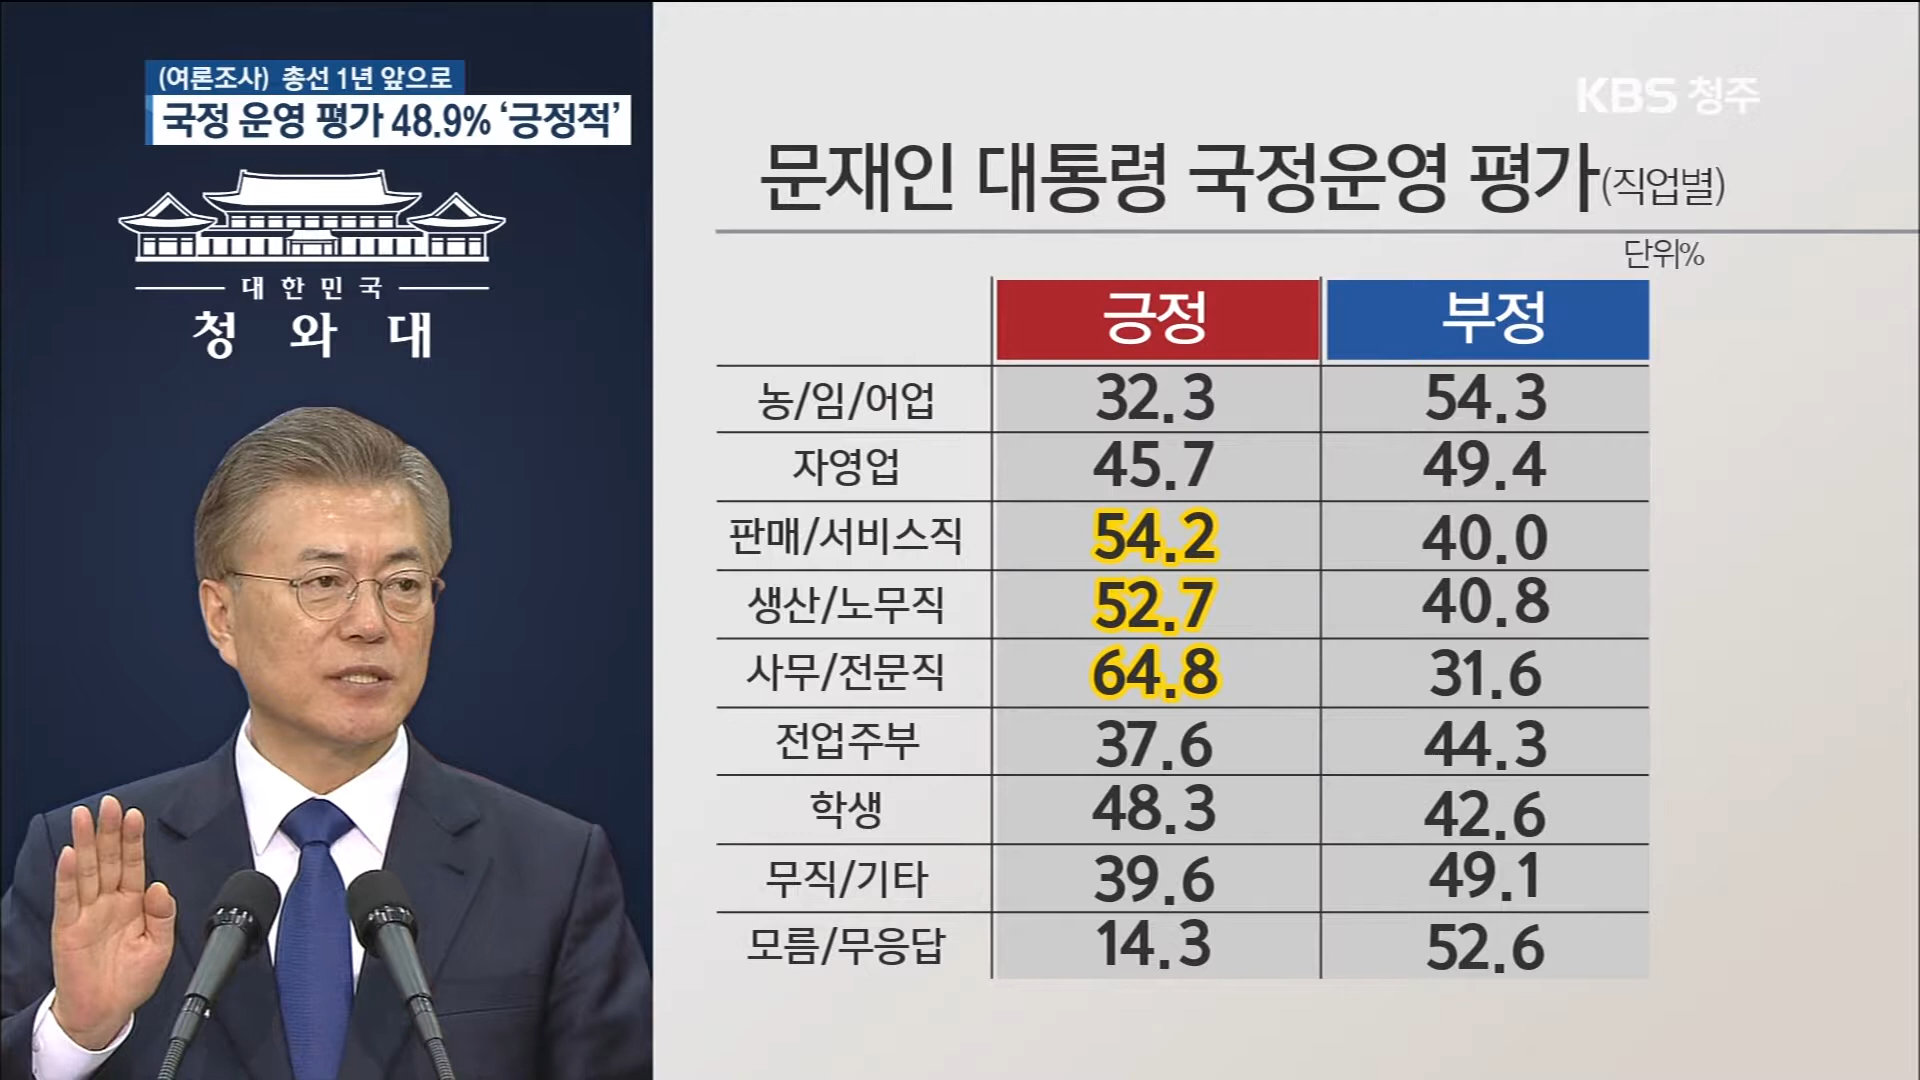 (여론조사) 총선 1년 앞으로
국정 운영 평가 48.9% ‘긍정적’
대한민국
청와대
KBS 청주
문재인 대통령 국정운영 평가(직업별)
단위%
긍정 부정
농/임/어업 32.3 54.3
자영업 45.7 49.4
판매/서비스직 54.2 40.0
생산/노무직 52.7 40.8
사무/전문직 64.8 31.6
전업주부 37.6 44.3
학생 48.3 42.6
무직/기타 39.6 49.1
모름/무응답 14.3 52.6